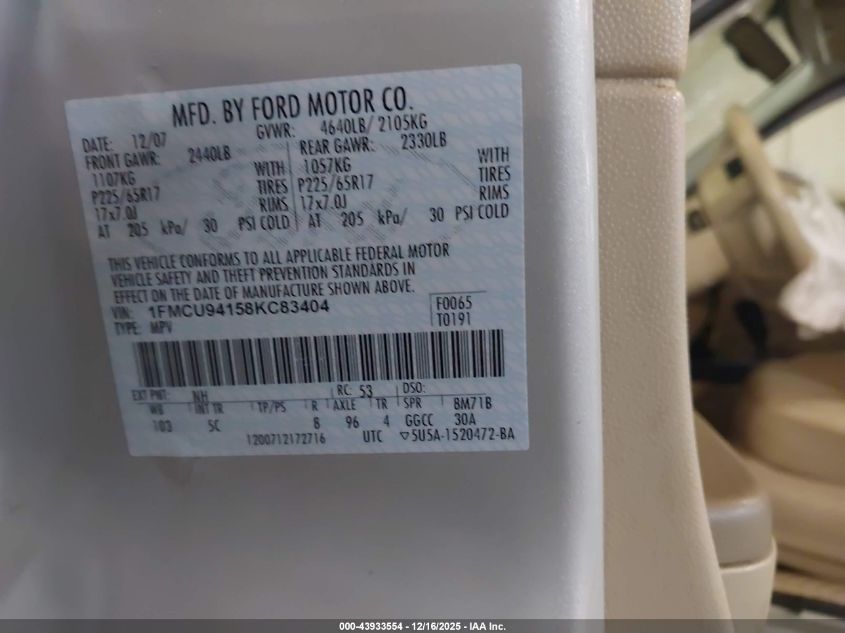 MFD. BY FORD MOTOR CO.
DATE: 12/07 GVWR: 4640LB/ 2105KG
FRONT GAWR: 2440LB REAR GAWR: 2330LB
1107KG WITH 1057KG WITH
P225/65R17 TIRES P225/65R17 TIRES
17x7.0J RIMS 17x7.0J RIMS
AT 205 kPa/ 30 PSI COLD AT 205 kPa/ 30 PSI COLD
THIS VEHICLE CONFORMS TO ALL APPLICABLE FEDERAL MOTOR
VEHICLE SAFETY AND THEFT PREVENTION STANDARDS IN
EFFECT ON THE DATE OF MANUFACTURE SHOWN ABOVE.
VIN: 1FMCU94158KC83404 F0065
TYPE: MPV T0191
EXT PNT: NH RC: 53 DSO:
WB INT TR TP/PS R AXLE TR SPR BM71B
103 5C 8 96 4 GGCC 30A
1200712172716 UTC ▽5U5A-1520472-BA
000-43933554 - 12/16/2025 - IAA Inc.